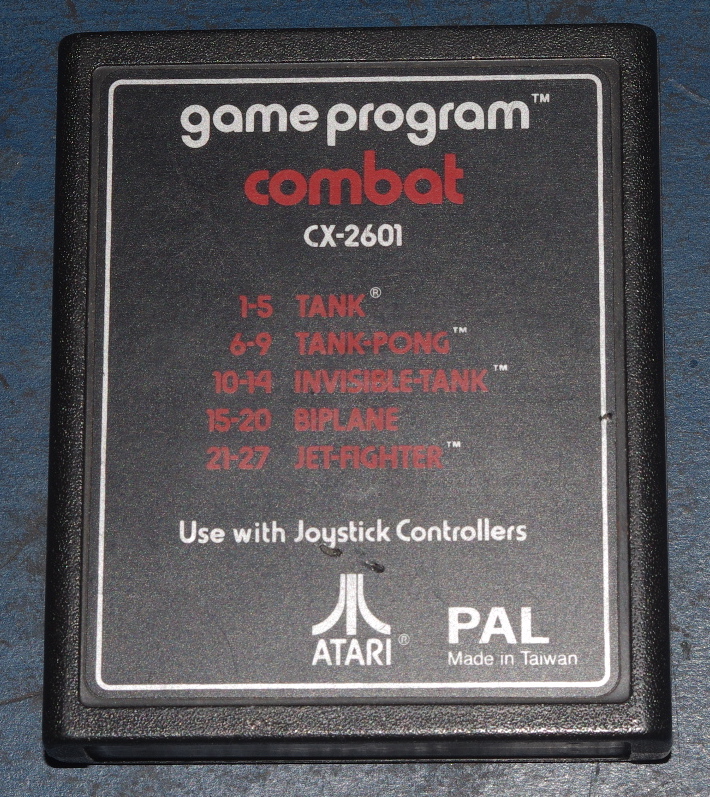 game program™
combat
CX-2601
1-5 TANK®
6-9 TANK-PONG™
10-14 INVISIBLE-TANK™
15-20 BIPLANE
21-27 JET-FIGHTER™
Use with Joystick Controllers
ATARI®
PAL
Made in Taiwan